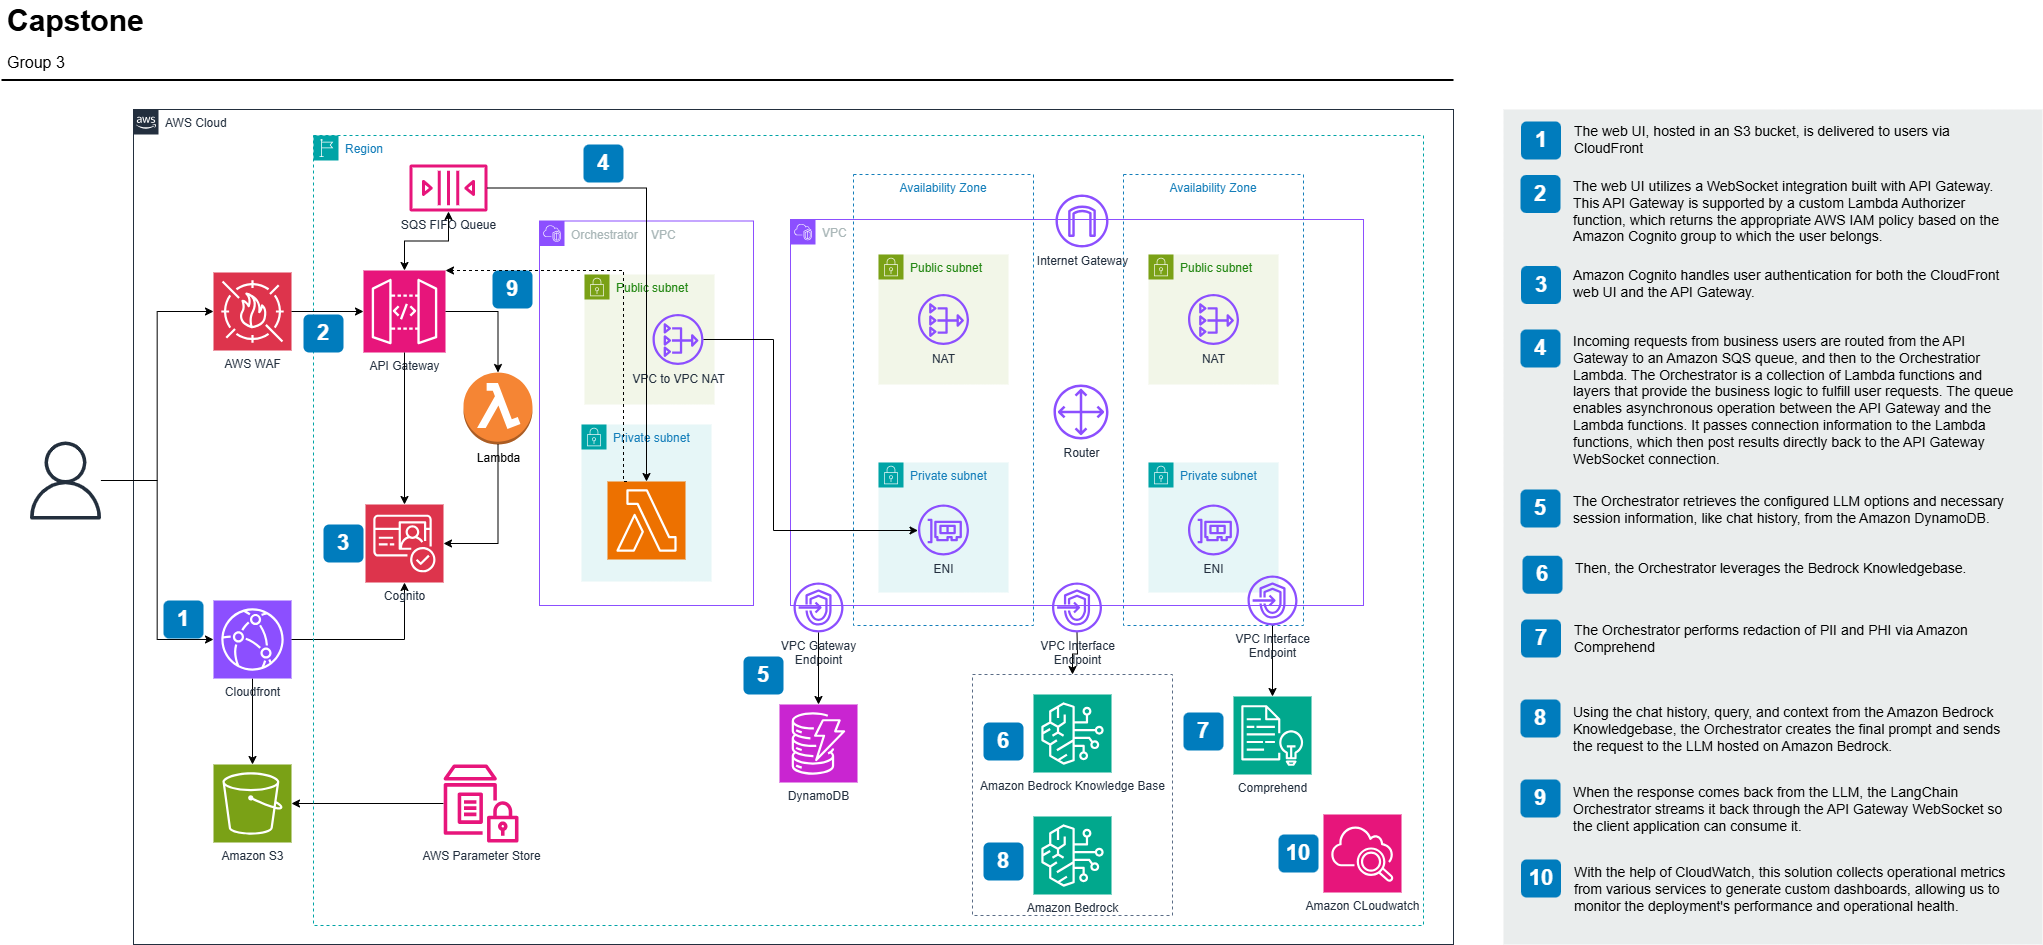 Capstone
Group 3
aws
AWS Cloud
Region
4
SQS FIFO Queue
Orchestrator VPC
Availability Zone
Availability Zone
VPC
Internet Gateway
Public subnet
Public subnet
Public subnet
9
2
AWS WAF
API Gateway
VPC to VPC NAT
NAT
NAT
Lambda
Private subnet
Router
Private subnet
Private subnet
3
Cognito
ENI
ENI
1
Cloudfront
VPC Gateway
Endpoint
VPC Interface
Endpoint
VPC Interface
Endpoint
5
DynamoDB
6
Amazon Bedrock Knowledge Base
7
Comprehend
Amazon S3
AWS Parameter Store
8
Amazon Bedrock
10
Amazon CLoudwatch
1
The web UI, hosted in an S3 bucket, is delivered to users via
CloudFront
2
The web UI utilizes a WebSocket integration built with API Gateway.
This API Gateway is supported by a custom Lambda Authorizer
function, which returns the appropriate AWS IAM policy based on the
Amazon Cognito group to which the user belongs.
3
Amazon Cognito handles user authentication for both the CloudFront
web UI and the API Gateway.
4
Incoming requests from business users are routed from the API
Gateway to an Amazon SQS queue, and then to the Orchestratior
Lambda. The Orchestrator is a collection of Lambda functions and
layers that provide the business logic to fulfill user requests. The queue
enables asynchronous operation between the API Gateway and the
Lambda functions. It passes connection information to the Lambda
functions, which then post results directly back to the API Gateway
WebSocket connection.
5
The Orchestrator retrieves the configured LLM options and necessary
session information, like chat history, from the Amazon DynamoDB.
6
Then, the Orchestrator leverages the Bedrock Knowledgebase.
7
The Orchestrator performs redaction of PII and PHI via Amazon
Comprehend
8
Using the chat history, query, and context from the Amazon Bedrock
Knowledgebase, the Orchestrator creates the final prompt and sends
the request to the LLM hosted on Amazon Bedrock.
9
When the response comes back from the LLM, the LangChain
Orchestrator streams it back through the API Gateway WebSocket so
the client application can consume it.
10
With the help of CloudWatch, this solution collects operational metrics
from various services to generate custom dashboards, allowing us to
monitor the deployment's performance and operational health.